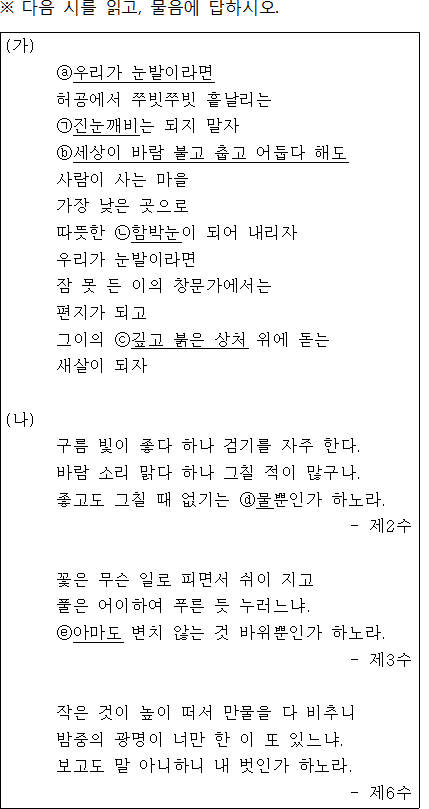 ※ 다음 시를 읽고, 물음에 답하시오.
(가)
ⓐ우리가 눈발이라면
허공에서 쭈빗쭈빗 흩날리는
㉠진눈깨비는 되지 말자
ⓑ세상이 바람 불고 춥고 어둡다 해도
사람이 사는 마을
가장 낮은 곳으로
따뜻한 ㉡함박눈이 되어 내리자
우리가 눈발이라면
잠 못 든 이의 창문가에서는
편지가 되고
그이의 ⓒ깊고 붉은 상처 위에 돋는
새살이 되자
(나)
구름 빛이 좋다 하나 검기를 자주 한다.
바람 소리 맑다 하나 그칠 적이 많구나.
좋고도 그칠 때 없기는 ⓓ물뿐인가 하노라.
- 제2수
꽃은 무슨 일로 피면서 쉬이 지고
풀은 어이하여 푸른 듯 누러느냐.
ⓔ아마도 변치 않는 것 바위뿐인가 하노라.
- 제3수
작은 것이 높이 떠서 만물을 다 비추니
밤중의 광명이 너만 한 이 또 있느냐.
보고도 말 아니하니 내 벗인가 하노라.
- 제6수